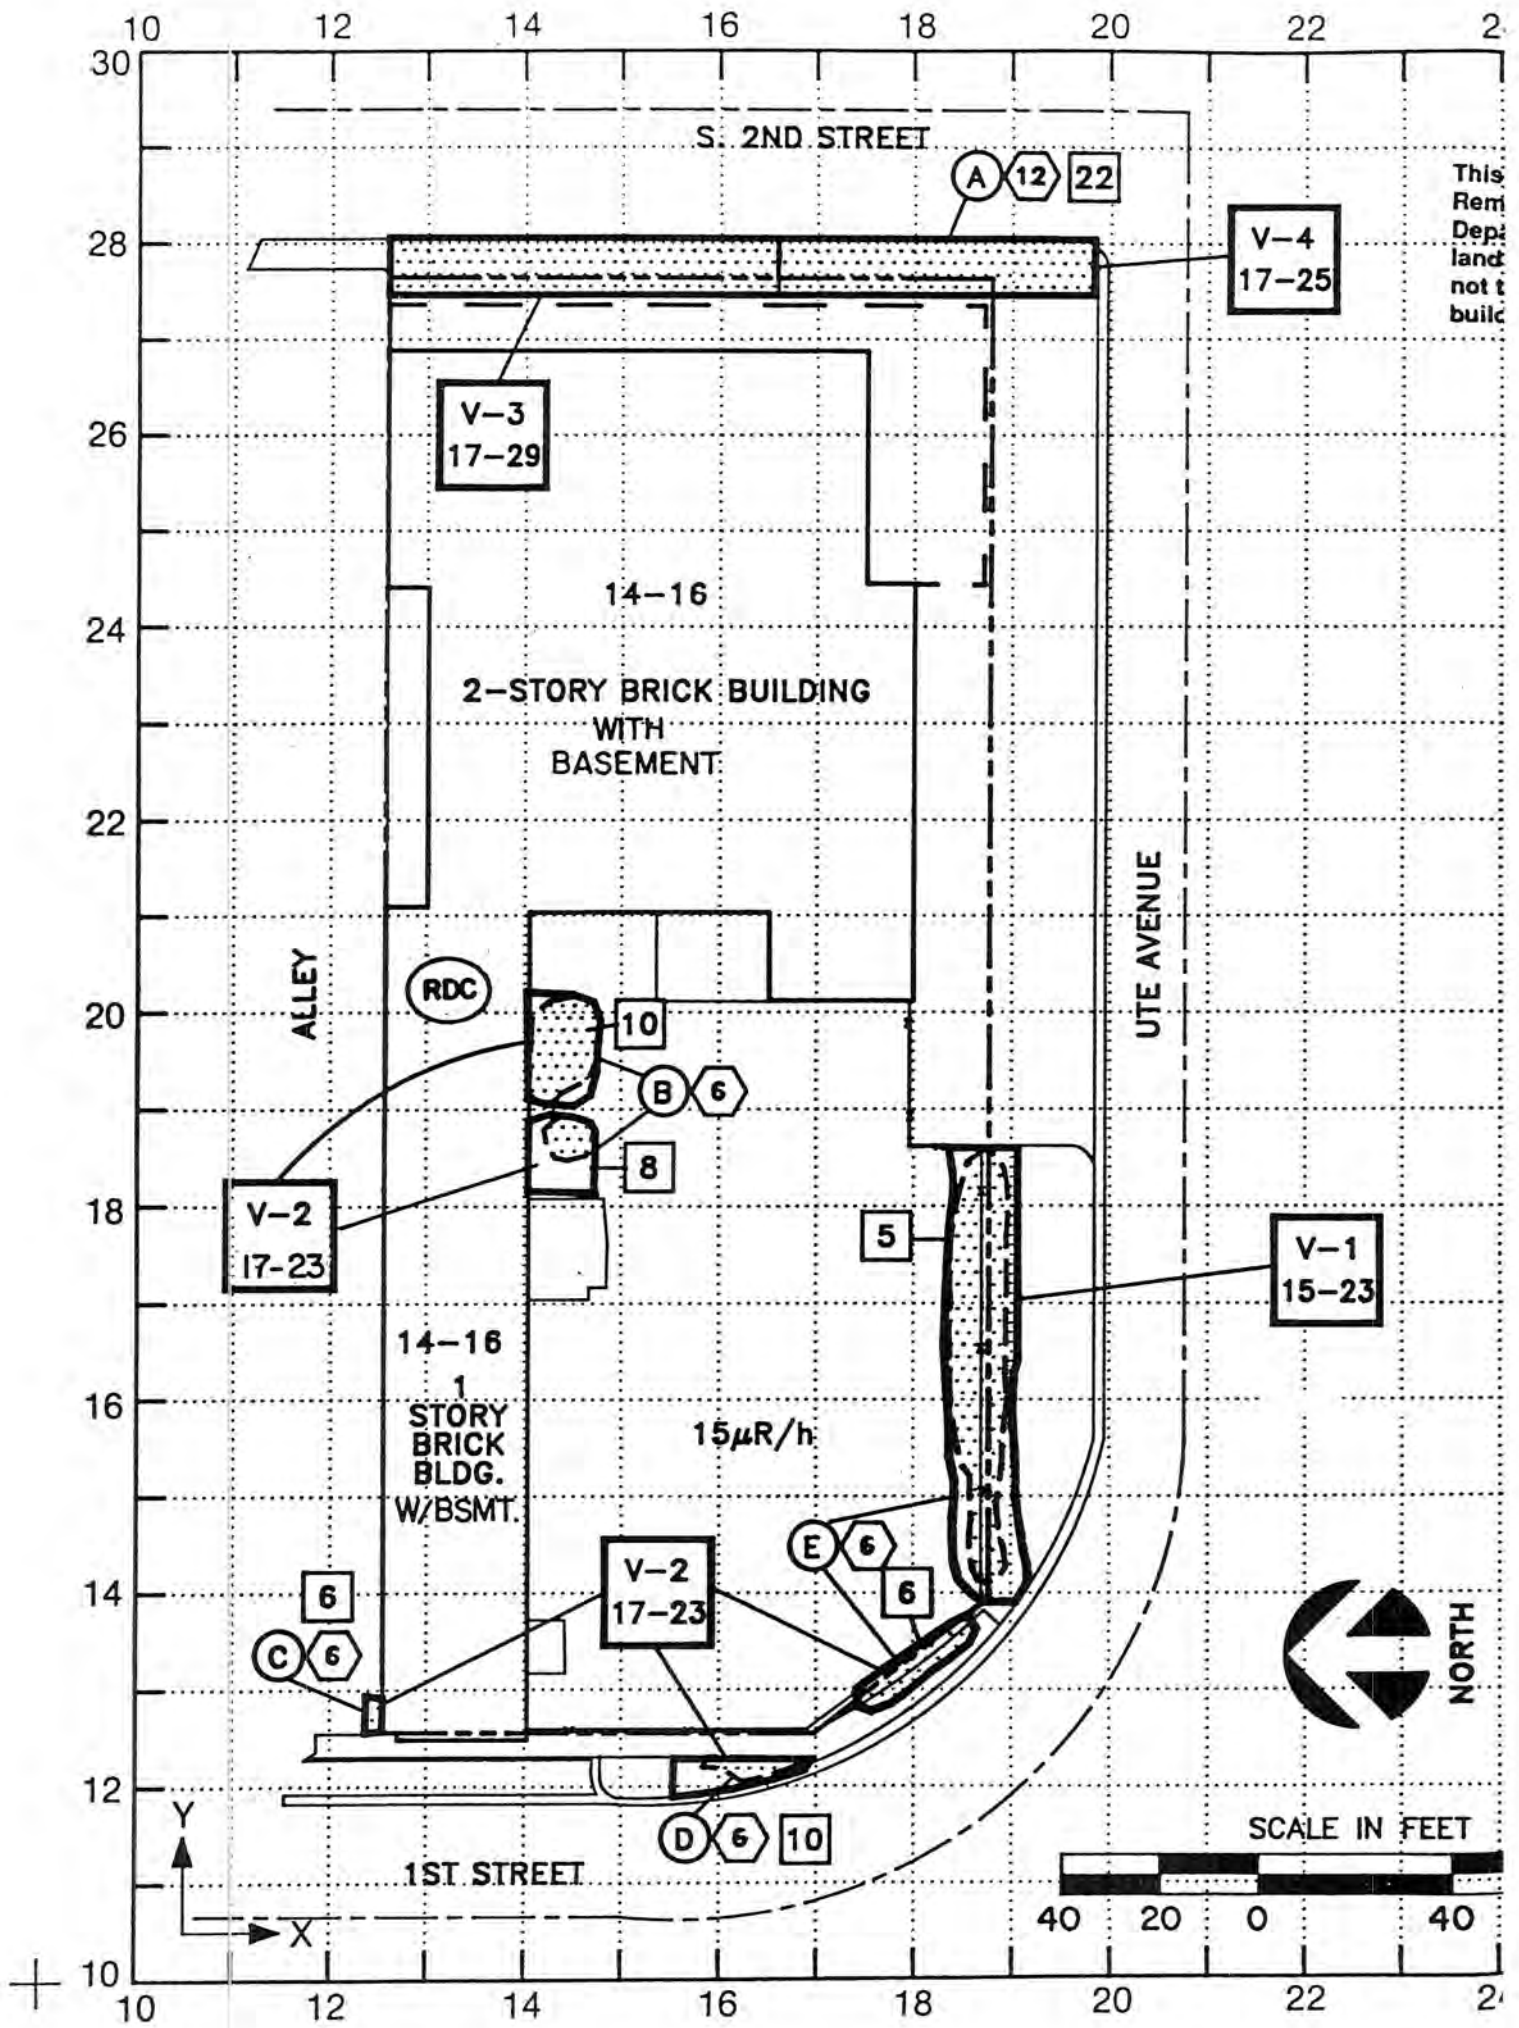 10 12 14 16 18 20 22
30
S. 2ND STREET
A 12 22
This
Rem
Depa
land
not t
build
28
V-4
17-25
V-3
17-29
26
14-16
24
2-STORY BRICK BUILDING
WITH
BASEMENT
22
ALLEY
UTE AVENUE
RDC
20
10
B 6
8
18
V-2
17-23
5
V-1
15-23
14-16
1
STORY
BRICK
BLDG.
W/BSMT.
16
15µR/h
E 6
6
V-2
17-23
14
6
C 6
NORTH
12
D 6 10
Y
X
1ST STREET
SCALE IN FEET
40 20 0 40
10
10 12 14 16 18 20 22